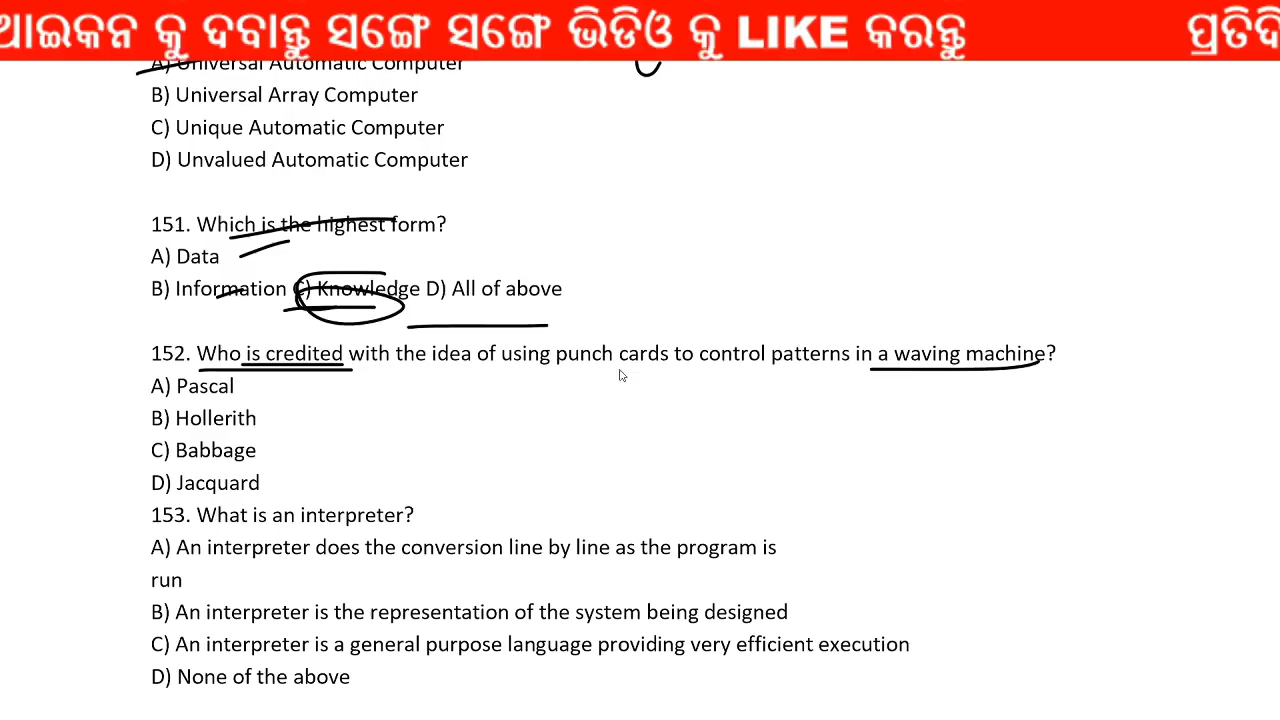 ଆଇକନ କୁ ଦବାନ୍ତୁ ସଙ୍ଗେ ସଙ୍ଗେ ଭିଡିଓ କୁ LIKE କରନ୍ତୁ ପ୍ରତିଦି
A) Universal Automatic Computer
B) Universal Array Computer
C) Unique Automatic Computer
D) Unvalued Automatic Computer
151. Which is the highest form?
A) Data
B) Information C) Knowledge D) All of above
152. Who is credited with the idea of using punch cards to control patterns in a waving machine?
A) Pascal
B) Hollerith
C) Babbage
D) Jacquard
153. What is an interpreter?
A) An interpreter does the conversion line by line as the program is
run
B) An interpreter is the representation of the system being designed
C) An interpreter is a general purpose language providing very efficient execution
D) None of the above